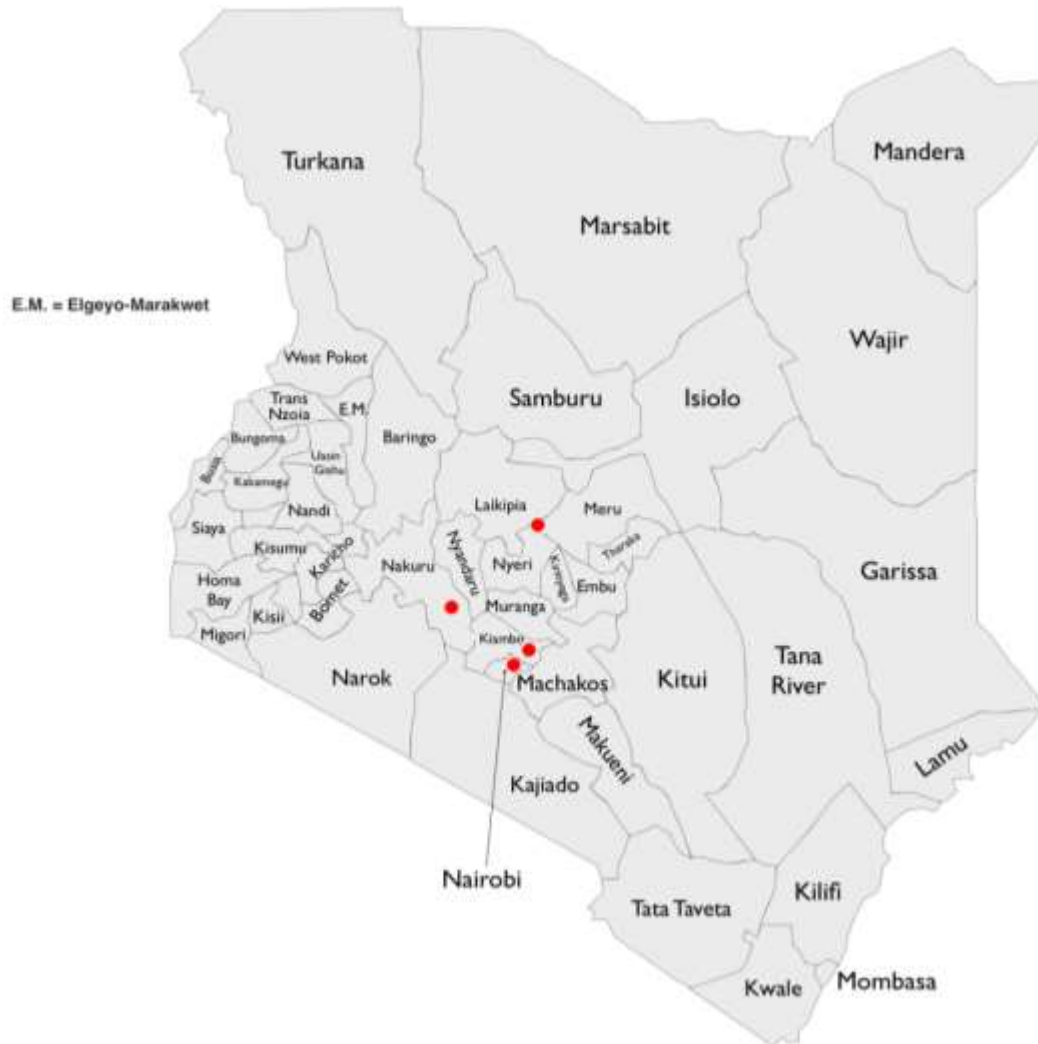 Turkana
Mandera
Marsabit
E.M. = Elgeyo-Marakwet
Wajir
West Pokot
Samburu
Isiolo
Trans
Nzoia
E.M.
Baringo
Bungoma
Uasin
Gishu
Busia
Kakamega
Laikipia
Meru
Siaya
Nandi
Kisumu
Kericho
Nakuru
Nyandaru
Nyeri
Kirinyaga
Tharaka
Embu
Garissa
Homa
Bay
Kisii
Bomet
Muranga
Migori
Kiambu
Narok
Machakos
Kitui
Tana
River
Makueni
Lamu
Kajiado
Nairobi
Kilifi
Tata Taveta
Kwale
Mombasa